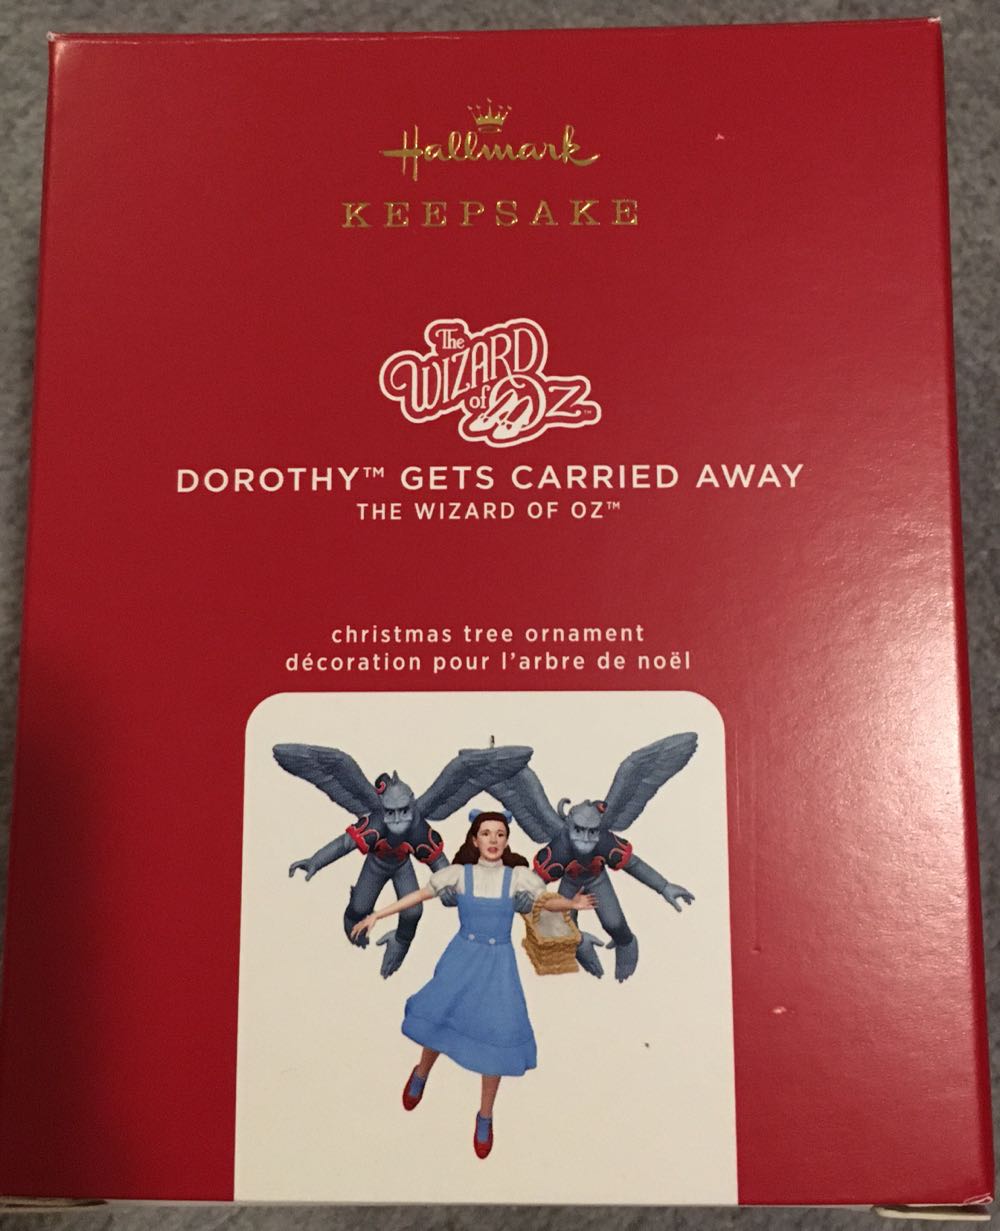 Hallmark
KEEPSAKE
The
WIZARD
of OZ™
DOROTHY™ GETS CARRIED AWAY
THE WIZARD OF OZ™
christmas tree ornament
décoration pour l'arbre de noël